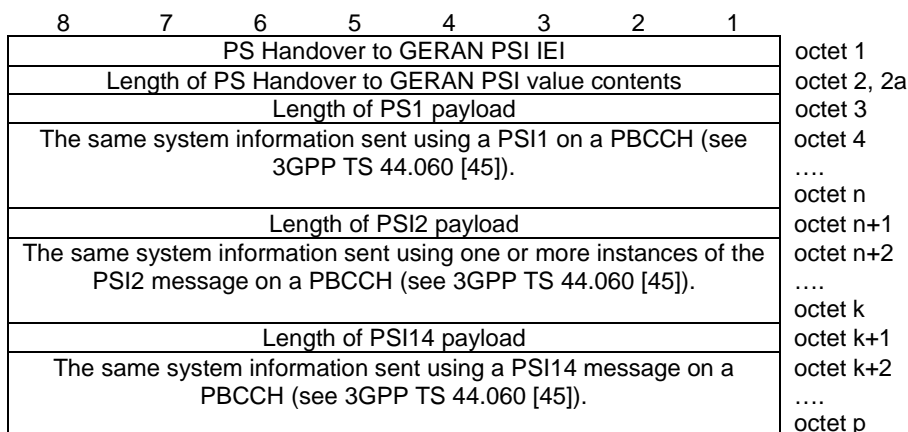 8 7 6 5 4 3 2 1
PS Handover to GERAN PSI IEI octet 1
Length of PS Handover to GERAN PSI value contents octet 2, 2a
Length of PS1 payload octet 3
The same system information sent using a PSI1 on a PBCCH (see octet 4
3GPP TS 44.060 [45]). ….
octet n
Length of PSI2 payload octet n+1
The same system information sent using one or more instances of the octet n+2
PSI2 message on a PBCCH (see 3GPP TS 44.060 [45]). ….
octet k
Length of PSI14 payload octet k+1
The same system information sent using a PSI14 message on a octet k+2
PBCCH (see 3GPP TS 44.060 [45]). ….
octet p